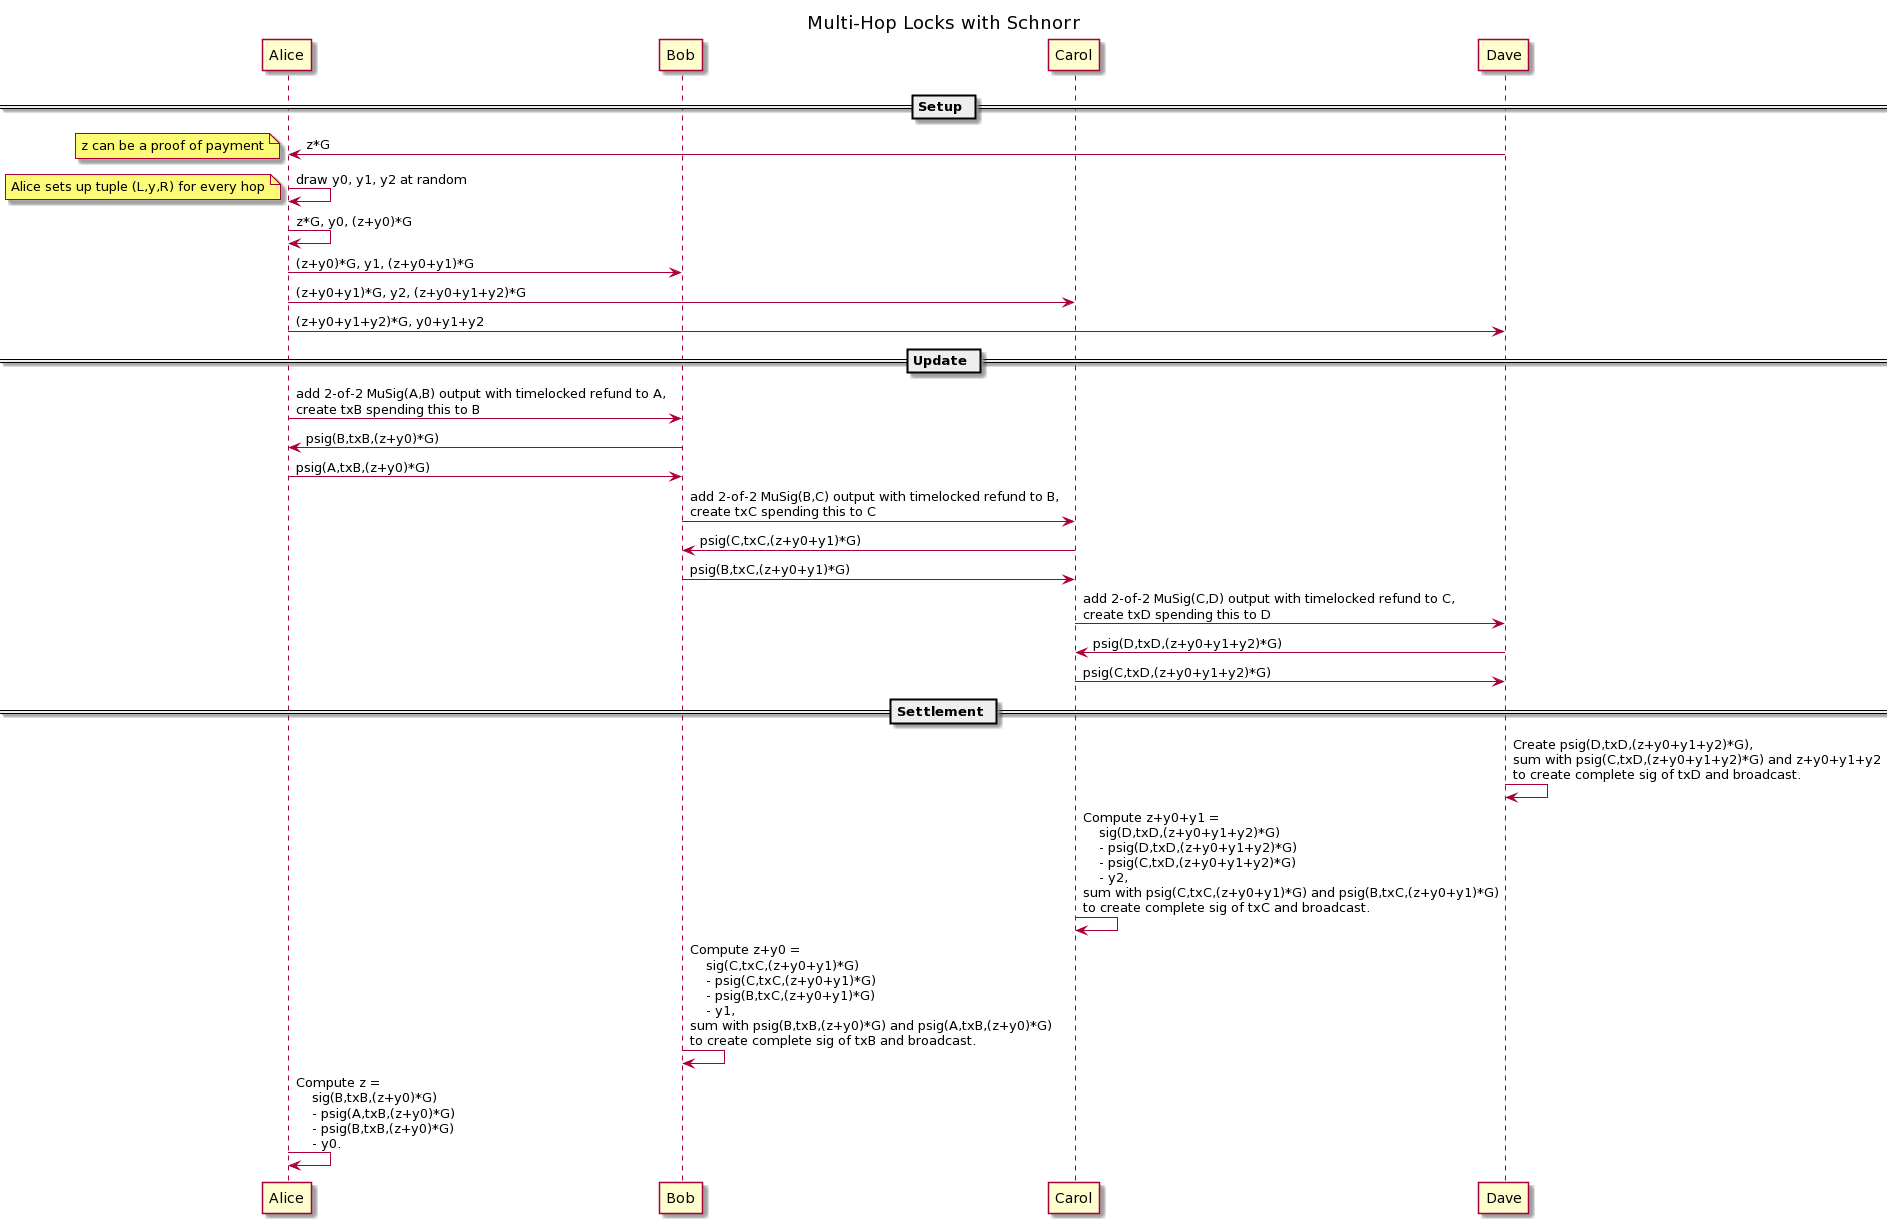 Multi-Hop Locks with Schnorr
Alice
Bob
Carol
Dave
Setup
z can be a proof of payment
z*G
Alice sets up tuple (L,y,R) for every hop
draw y0, y1, y2 at random
z*G, y0, (z+y0)*G
(z+y0)*G, y1, (z+y0+y1)*G
(z+y0+y1)*G, y2, (z+y0+y1+y2)*G
(z+y0+y1+y2)*G, y0+y1+y2
Update
add 2-of-2 MuSig(A,B) output with timelocked refund to A,
create txB spending this to B
psig(B,txB,(z+y0)*G)
psig(A,txB,(z+y0)*G)
add 2-of-2 MuSig(B,C) output with timelocked refund to B,
create txC spending this to C
psig(C,txC,(z+y0+y1)*G)
psig(B,txC,(z+y0+y1)*G)
add 2-of-2 MuSig(C,D) output with timelocked refund to C,
create txD spending this to D
psig(D,txD,(z+y0+y1+y2)*G)
psig(C,txD,(z+y0+y1+y2)*G)
Settlement
Create psig(D,txD,(z+y0+y1+y2)*G),
sum with psig(C,txD,(z+y0+y1+y2)*G) and z+y0+y1+y2
to create complete sig of txD and broadcast.
Compute z+y0+y1 =
sig(D,txD,(z+y0+y1+y2)*G)
- psig(D,txD,(z+y0+y1+y2)*G)
- psig(C,txD,(z+y0+y1+y2)*G)
- y2,
sum with psig(C,txC,(z+y0+y1)*G) and psig(B,txC,(z+y0+y1)*G)
to create complete sig of txC and broadcast.
Compute z+y0 =
sig(C,txC,(z+y0+y1)*G)
- psig(C,txC,(z+y0+y1)*G)
- psig(B,txC,(z+y0+y1)*G)
- y1,
sum with psig(B,txB,(z+y0)*G) and psig(A,txB,(z+y0)*G)
to create complete sig of txB and broadcast.
Compute z =
sig(B,txB,(z+y0)*G)
- psig(A,txB,(z+y0)*G)
- psig(B,txB,(z+y0)*G)
- y0.
Alice
Bob
Carol
Dave